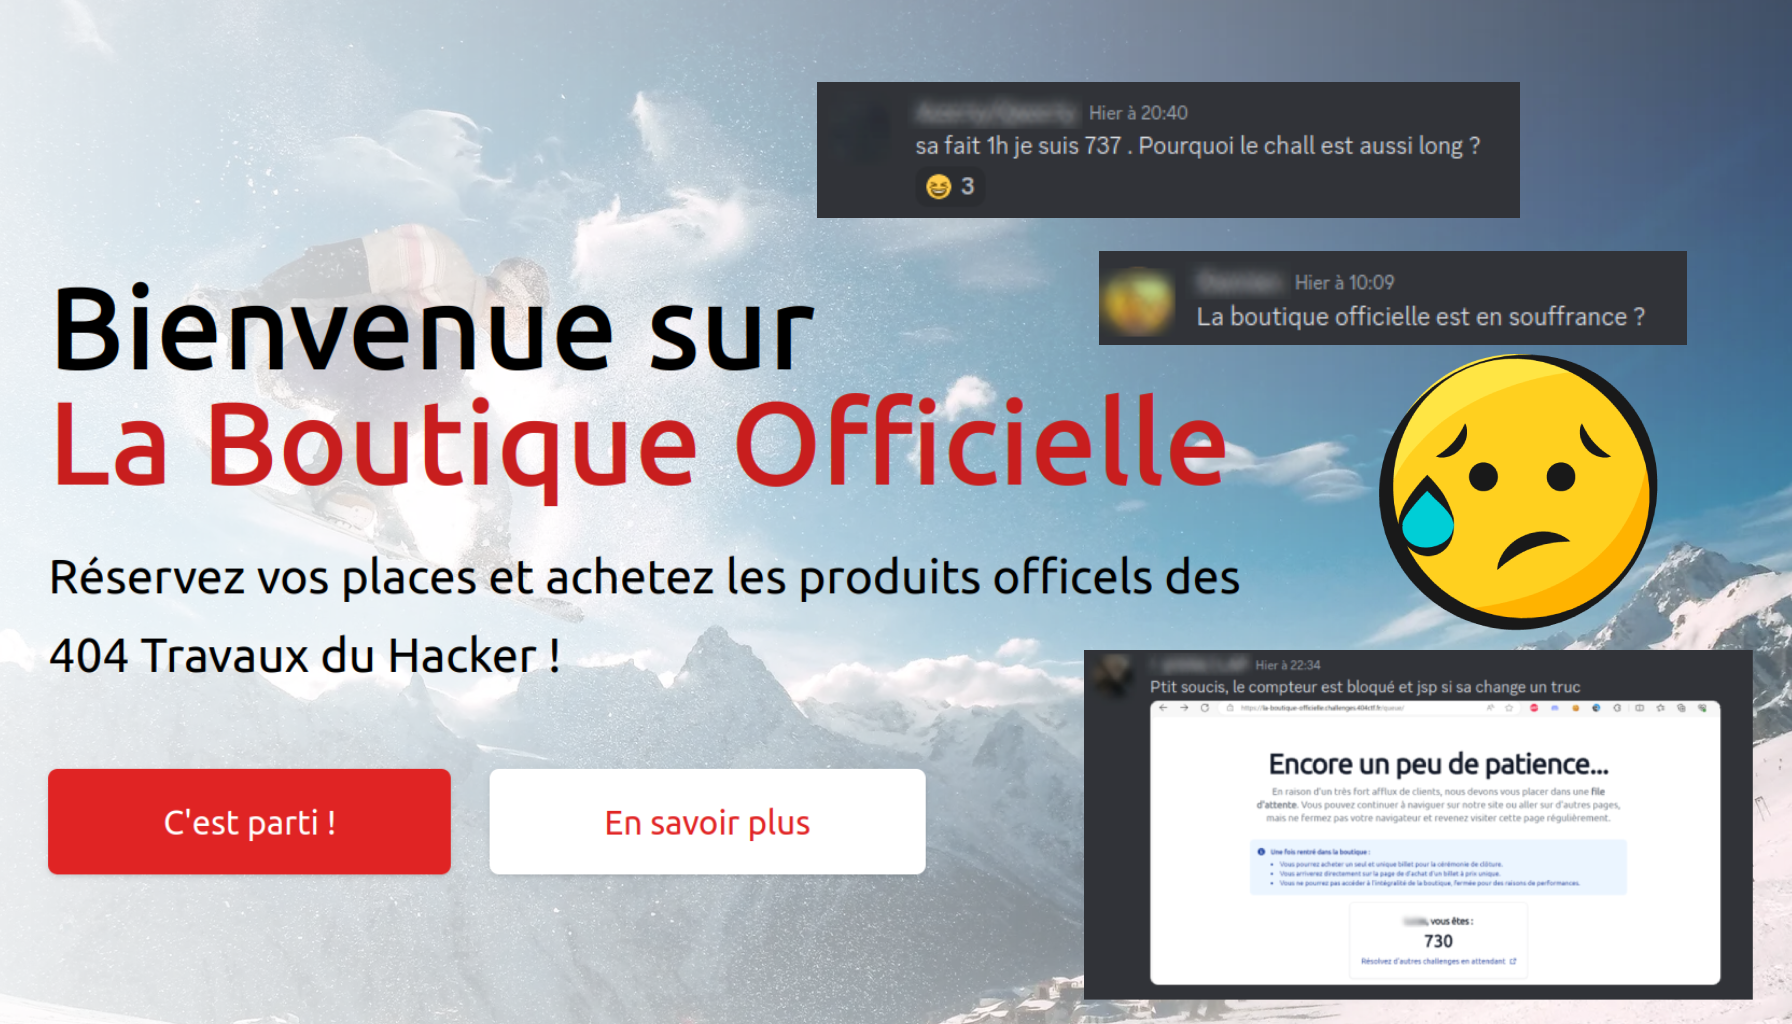 Hier à 20:40
sa fait 1h je suis 737 . Pourquoi le chall est aussi long ?
3
Hier à 10:09
La boutique officielle est en souffrance ?
Bienvenue sur
La Boutique Officielle
Réservez vos places et achetez les produits officels des
404 Travaux du Hacker !
C'est parti !
En savoir plus
Hier à 22:34
Ptit soucis, le compteur est bloqué et jsp si sa change un truc
https://la-boutique-officielle.challenges.404ctf.fr/queue/
Encore un peu de patience...
En raison d'un très fort afflux de clients, nous devons vous placer dans une file
d'attente. Vous pouvez continuer à naviguer sur notre site ou aller sur d'autres pages,
mais ne fermez pas votre navigateur et revenez visiter cette page régulièrement.
Une fois rentré dans la boutique :
Vous pourrez acheter un seul et unique billet pour la cérémonie de clôture.
Vous arriverez directement sur la page de d'achat d'un billet à prix unique.
Vous ne pourrez pas accéder à l'intégralité de la boutique, fermée pour des raisons de performances.
, vous êtes :
730
Résolvez d'autres challenges en attendant